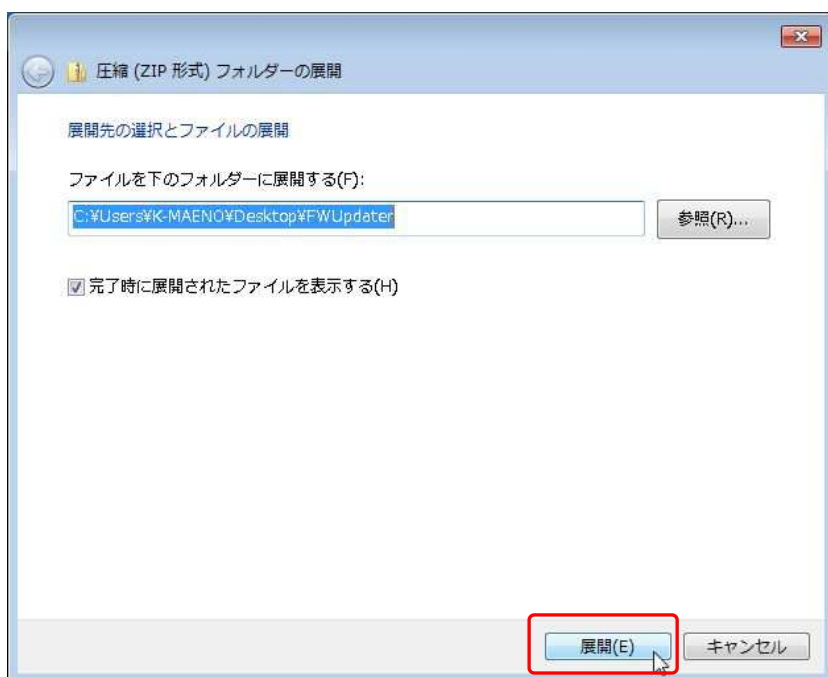 圧縮 (ZIP 形式) フォルダーの展開
展開先の選択とファイルの展開
ファイルを下のフォルダーに展開する(F):
C:¥Users¥K-MAENO¥Desktop¥FWUpdater
参照(R)...
完了時に展開されたファイルを表示する(H)
展開(E)
キャンセル